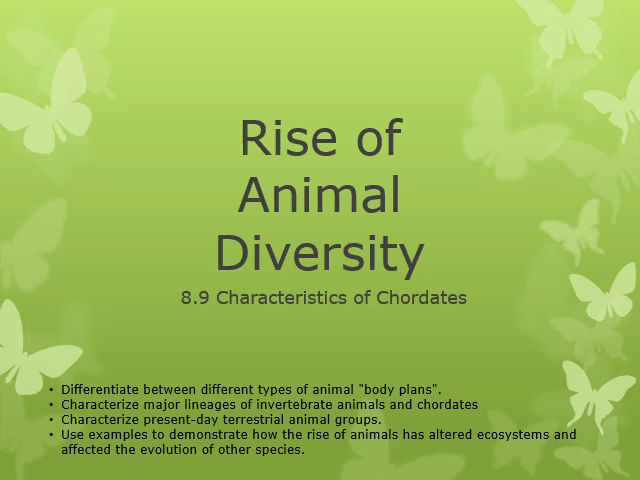 Rise of
Animal
Diversity
8.9 Characteristics of Chordates
• Differentiate between different types of animal "body plans".
• Characterize major lineages of invertebrate animals and chordates
• Characterize present-day terrestrial animal groups.
• Use examples to demonstrate how the rise of animals has altered ecosystems and
affected the evolution of other species.